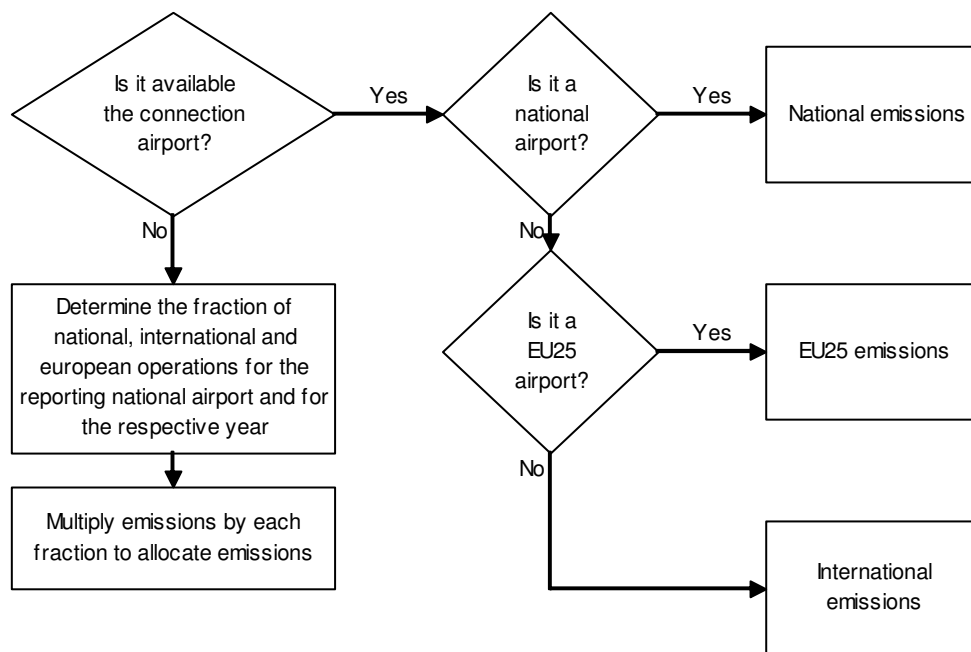 Is it available
the connection
airport?
Yes
Is it a
national
airport?
Yes
National emissions
No
No
Determine the fraction of
national, international and
european operations for the
reporting national airport and for
the respective year
Is it a
EU25
airport?
Yes
EU25 emissions
No
Multiply emissions by each
fraction to allocate emissions
International
emissions